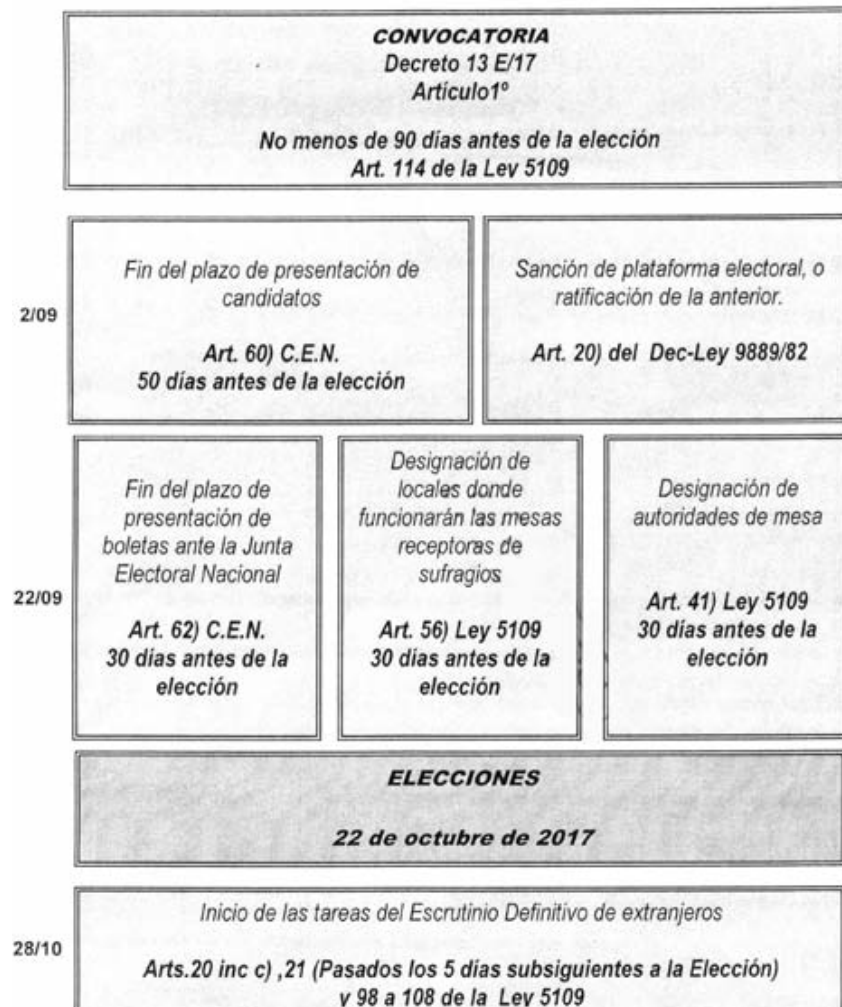 CONVOCATORIA
Decreto 13 E/17
Artículo1º
No menos de 90 días antes de la elección
Art. 114 de la Ley 5109
2/09
Fin del plazo de presentación de
candidatos
Art. 60) C.E.N.
50 días antes de la elección
Sanción de plataforma electoral, o
ratificación de la anterior.
Art. 20) del Dec-Ley 9889/82
22/09
Fin del plazo de
presentación de
boletas ante la Junta
Electoral Nacional
Art. 62) C.E.N.
30 días antes de la
elección
Designación de
locales donde
funcionarán las mesas
receptoras de
sufragios
Art. 56) Ley 5109
30 días antes de la
elección
Designación de
autoridades de mesa
Art. 41) Ley 5109
30 días antes de la
elección
ELECCIONES
22 de octubre de 2017
28/10
Inicio de las tareas del Escrutinio Definitivo de extranjeros
Arts.20 inc c) ,21 (Pasados los 5 días subsiguientes a la Elección)
y 98 a 108 de la Ley 5109